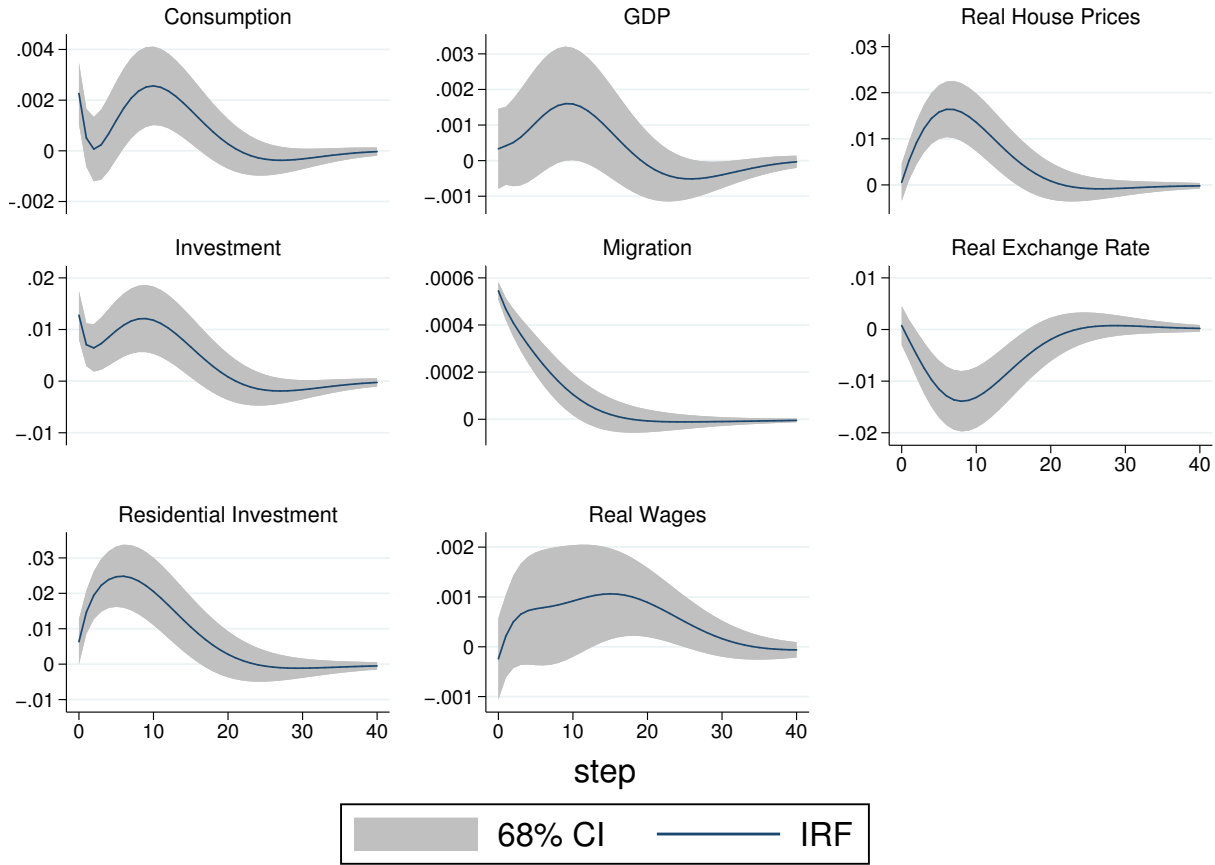 Consumption
GDP
Real House Prices
.004
.002
0
-.002
.003
.002
.001
0
−.001
.03
.02
.01
0
Investment
Migration
Real Exchange Rate
.02
.01
0
−.01
.0006
.0004
.0002
0
.01
0
−.01
−.02
0 10 20 30 40
Residential Investment
Real Wages
.03
.02
.01
0
−.01
0 10 20 30 40
.002
.001
0
−.001
0 10 20 30 40
step
68% CI
IRF